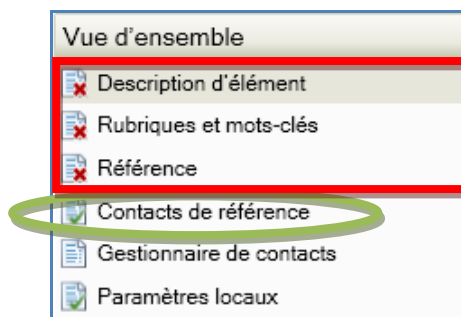 Vue d'ensemble
Description d'élément
Rubriques et mots-clés
Référence
Contacts de référence
Gestionnaire de contacts
Paramètres locaux